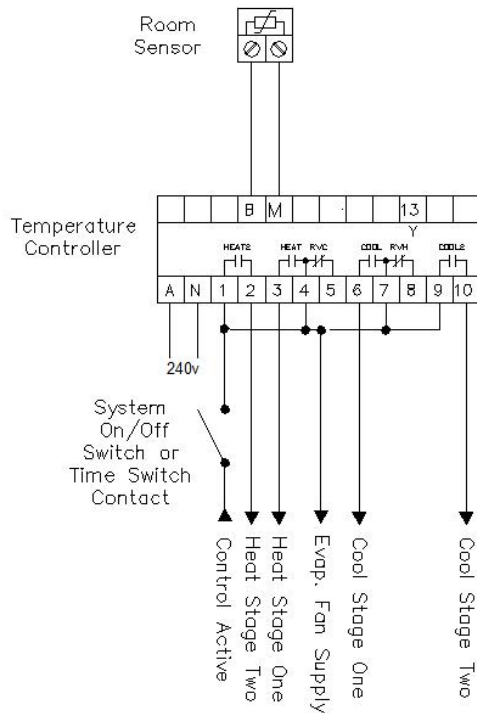 Room
Sensor
B M 13
Y
Temperature
Controller
HEAT2 HEAT RVC COOL RVH COOL2
A N 1 2 3 4 5 6 7 8 9 10
240v
System
On/Off
Switch or
Time Switch
Contact
Control Active
Heat Stage Two
Heat Stage One
Evap. Fan Supply
Cool Stage One
Cool Stage Two